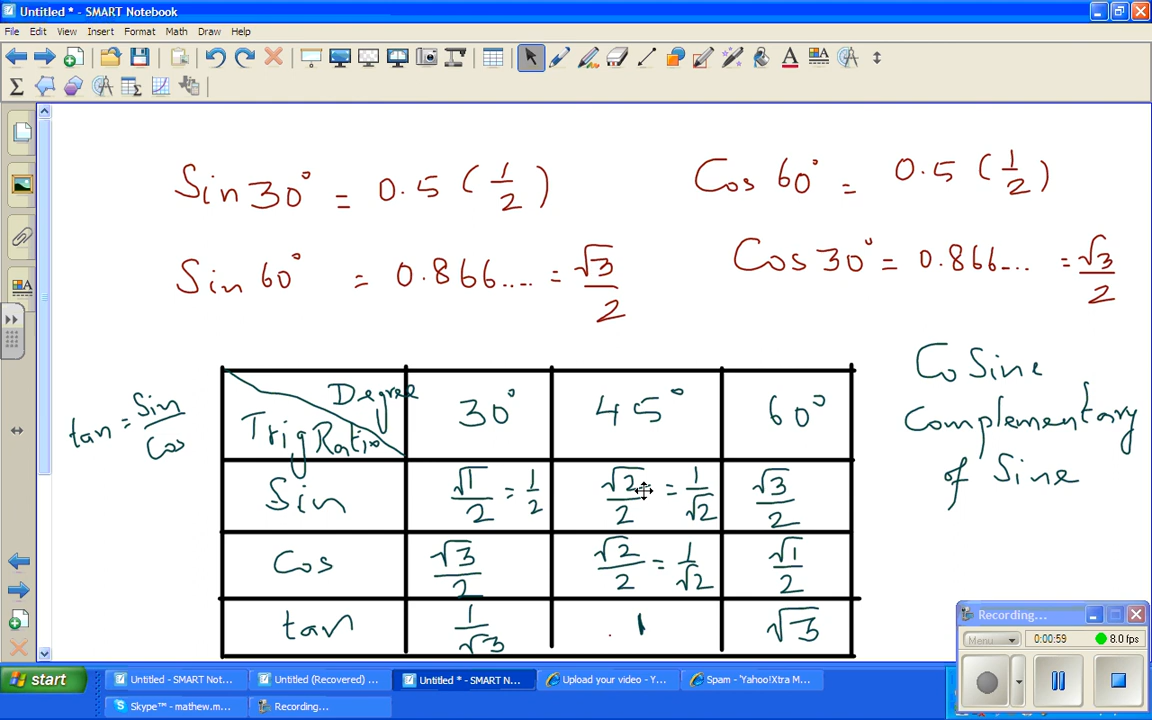 Untitled * - SMART Notebook
File Edit View Insert Format Math Draw Help
Sin 30° = 0.5 (1/2)
Cos 60° = 0.5 (1/2)
Sin 60° = 0.866.... = √3/2
Cos 30° = 0.866... = √3/2
CoSine
Complementary
of Sine
tan = Sin/Cos
Degree
Trig Ratio
30° 45° 60°
Sin √1/2 = 1/2 √2/2 = 1/√2 √3/2
Cos √3/2 √2/2 = 1/√2 √1/2
tan 1/√3 1 √3
Recording...
Menu 0:00:59 8.0 fps
start Untitled - SMART Not... Untitled (Recovered) ... Untitled * - SMART N... Upload your video - Y... Spam - 'Yahoo!Xtra M...
Skype™ - mathew.m... Recording...